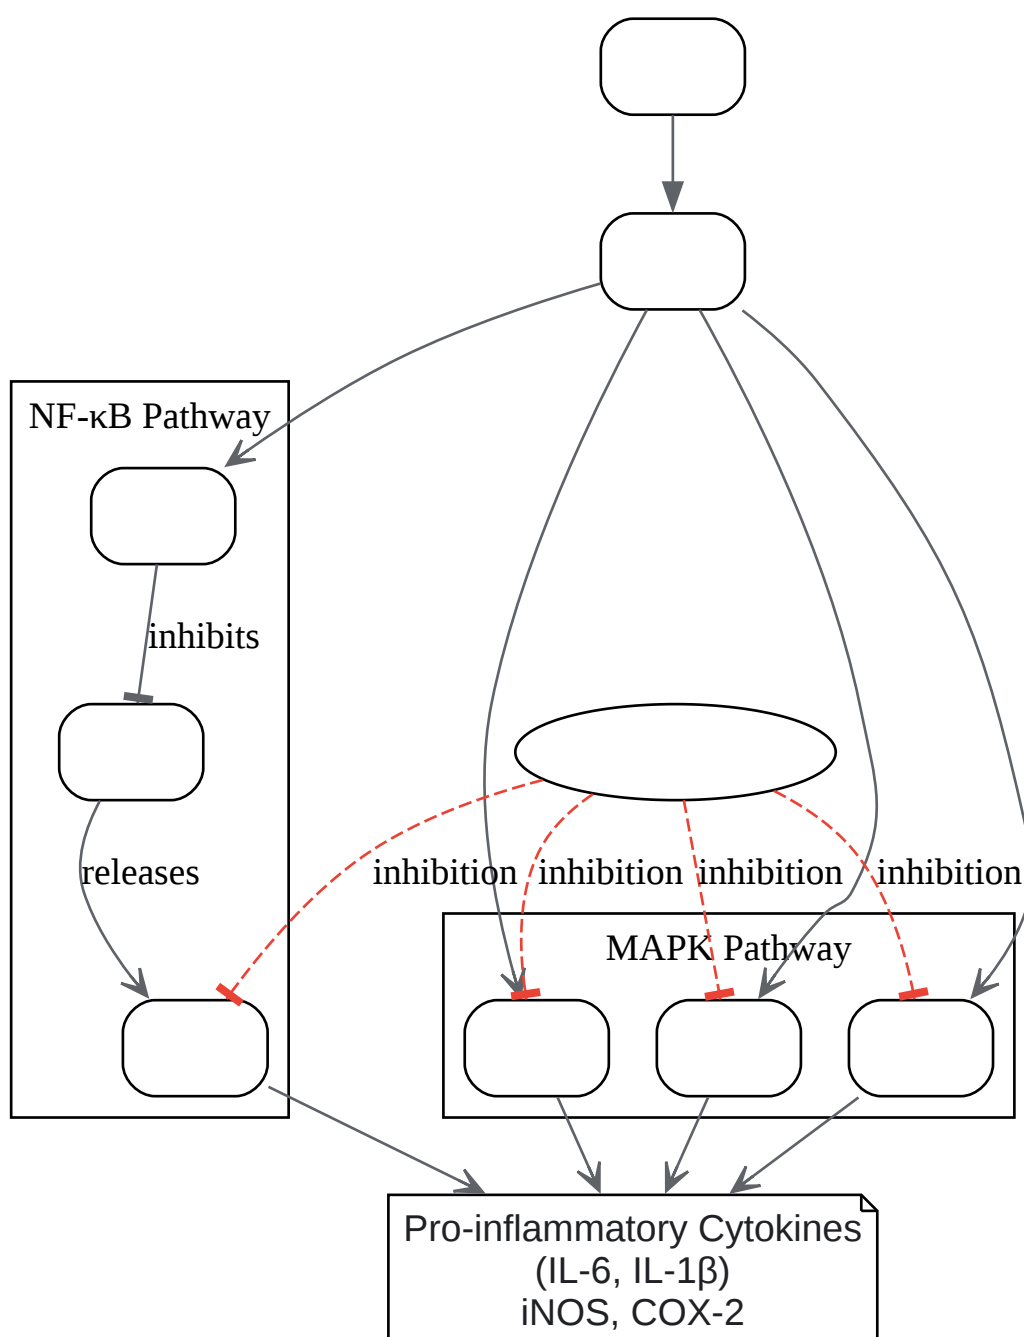 NF-κB Pathway
inhibits
releases
inhibition
inhibition
inhibition
inhibition
MAPK Pathway
Pro-inflammatory Cytokines
(IL-6, IL-1β)
iNOS, COX-2